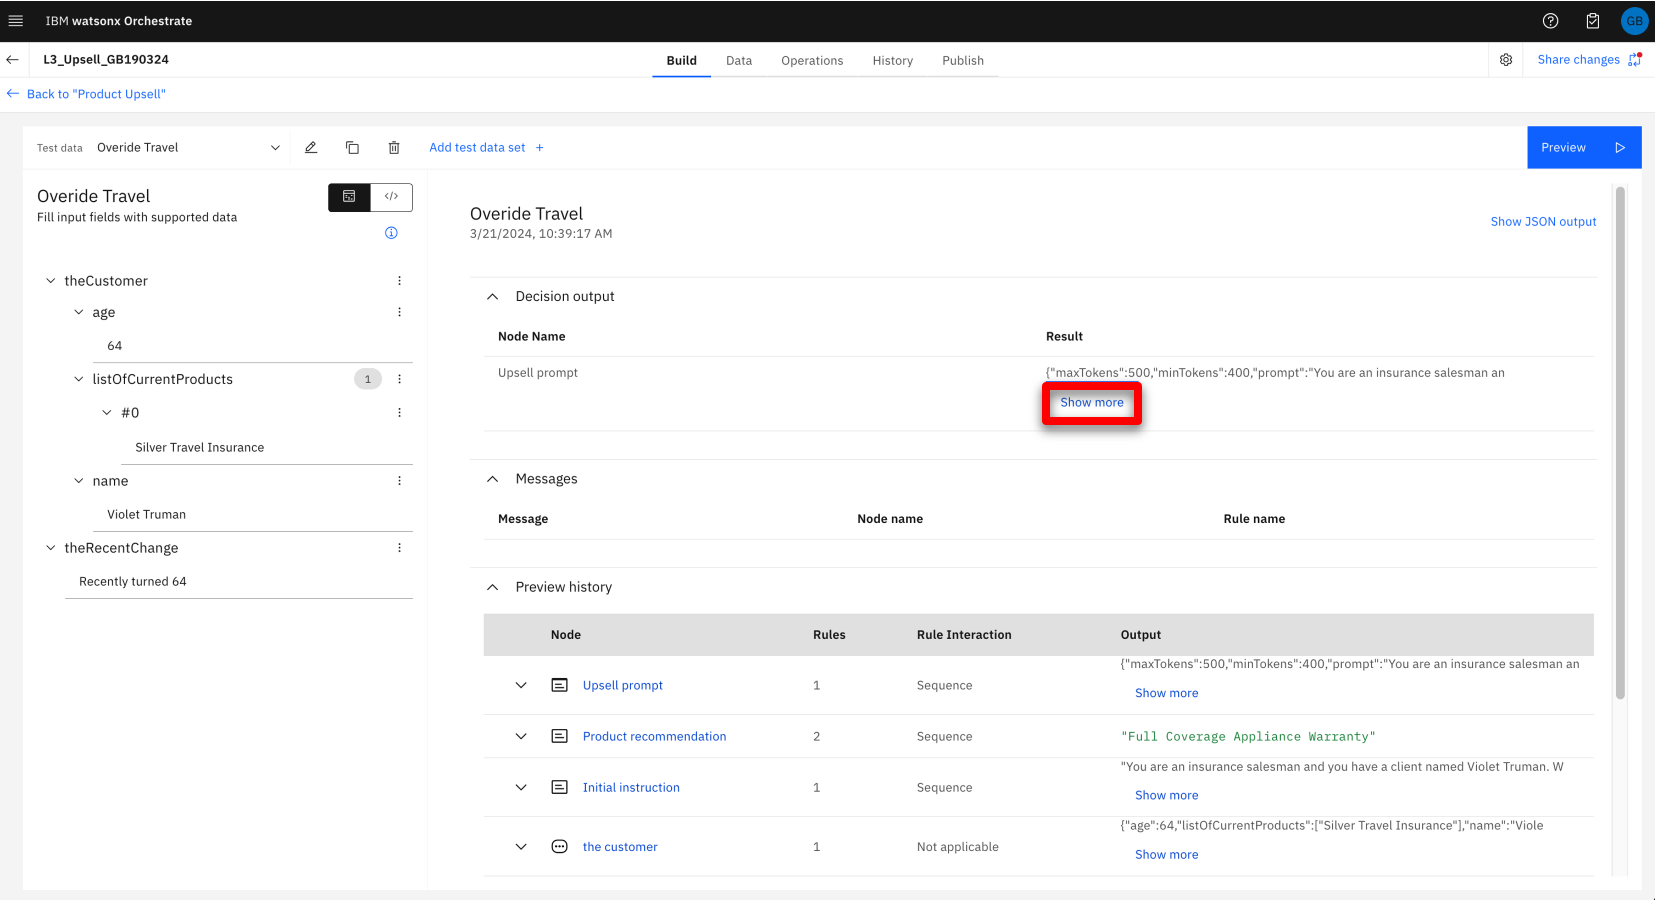 IBM watsonx Orchestrate
GB
L3_Upsell_GB190324
Build
Data
Operations
History
Publish
Share changes
Back to "Product Upsell"
Test data
Overide Travel
Add test data set +
Preview
Overide Travel
Fill input fields with supported data
</>
theCustomer
age
64
listOfCurrentProducts
1
#0
Silver Travel Insurance
name
Violet Truman
theRecentChange
Recently turned 64
Overide Travel
3/21/2024, 10:39:17 AM
Show JSON output
Decision output
Node Name
Result
Upsell prompt
{"maxTokens":500,"minTokens":400,"prompt":"You are an insurance salesman an
Show more
Messages
Message
Node name
Rule name
Preview history
Node
Rules
Rule Interaction
Output
Upsell prompt
1
Sequence
{"maxTokens":500,"minTokens":400,"prompt":"You are an insurance salesman an
Show more
Product recommendation
2
Sequence
"Full Coverage Appliance Warranty"
Initial instruction
1
Sequence
"You are an insurance salesman and you have a client named Violet Truman. W
Show more
the customer
1
Not applicable
{"age":64,"listOfCurrentProducts":["Silver Travel Insurance"],"name":"Viole
Show more